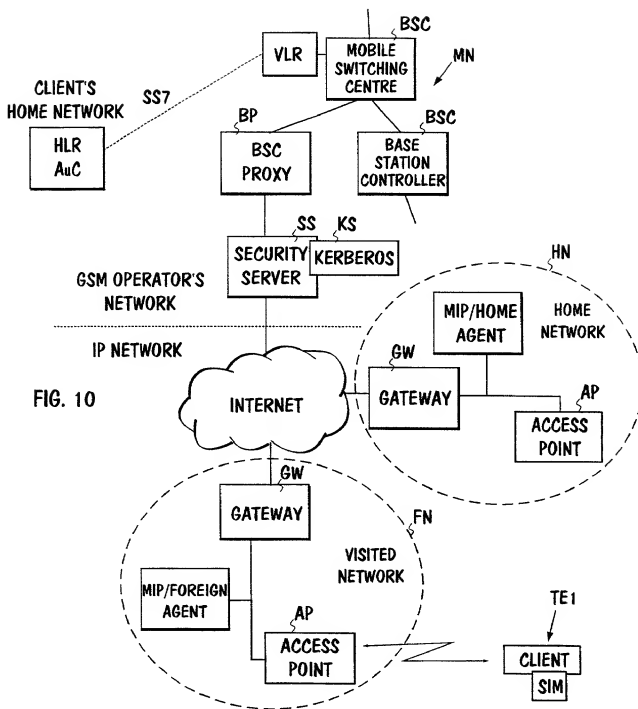 BSC
VLR
MOBILE
SWITCHING
CENTRE
MN
CLIENT'S
HOME NETWORK
SS7
HLR
AuC
BP
BSC
PROXY
BSC
BASE
STATION
CONTROLLER
SS
KS
SECURITY
SERVER
KERBEROS
GSM OPERATOR'S
NETWORK
IP NETWORK
HN
MIP/HOME
AGENT
HOME
NETWORK
GW
GATEWAY
AP
ACCESS
POINT
FIG. 10
INTERNET
GW
GATEWAY
FN
VISITED
NETWORK
MIP/FOREIGN
AGENT
AP
ACCESS
POINT
TE1
CLIENT
SIM